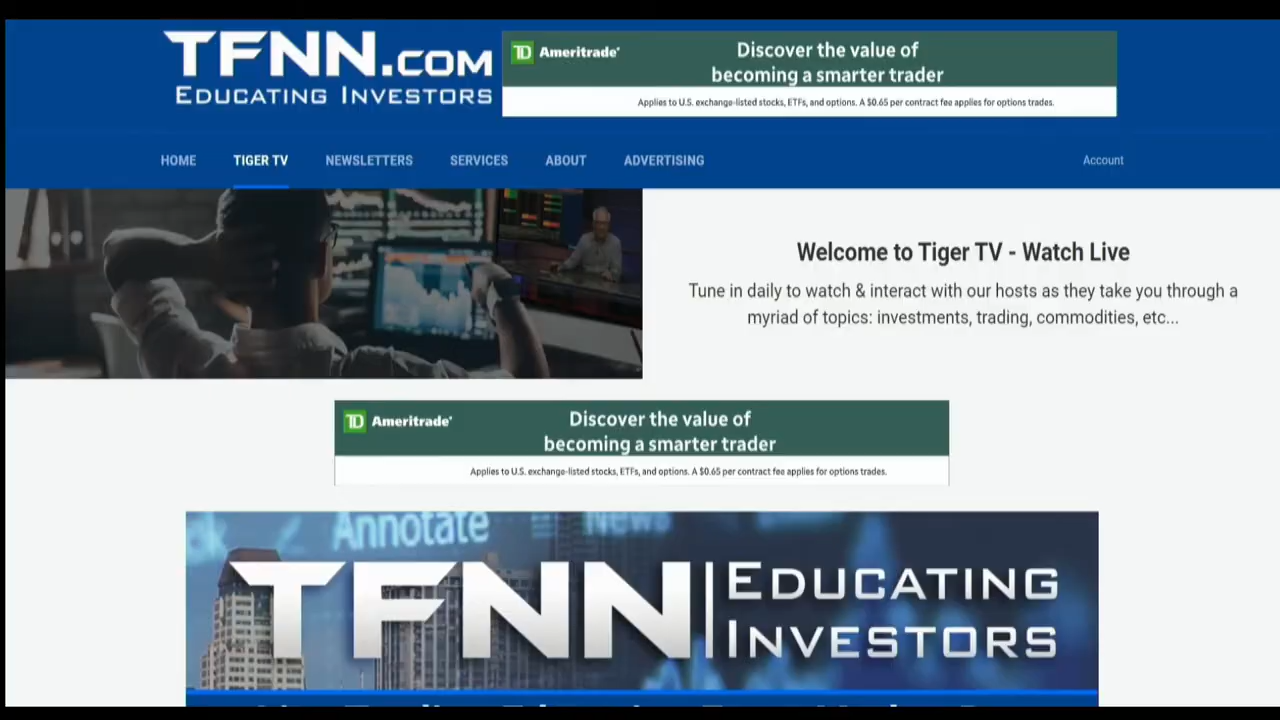 TFNN.COM
EDUCATING INVESTORS
TD Ameritrade
Discover the value of
becoming a smarter trader
Applies to U.S. exchange-listed stocks, ETFs, and options. A $0.65 per contract fee applies for options trades.
HOME TIGER TV NEWSLETTERS SERVICES ABOUT ADVERTISING Account
Welcome to Tiger TV - Watch Live
Tune in daily to watch & interact with our hosts as they take you through a
myriad of topics: investments, trading, commodities, etc...
TD Ameritrade
Discover the value of
becoming a smarter trader
Applies to U.S. exchange-listed stocks, ETFs, and options. A $0.65 per contract fee applies for options trades.
Annotate News
TFNN EDUCATING
INVESTORS